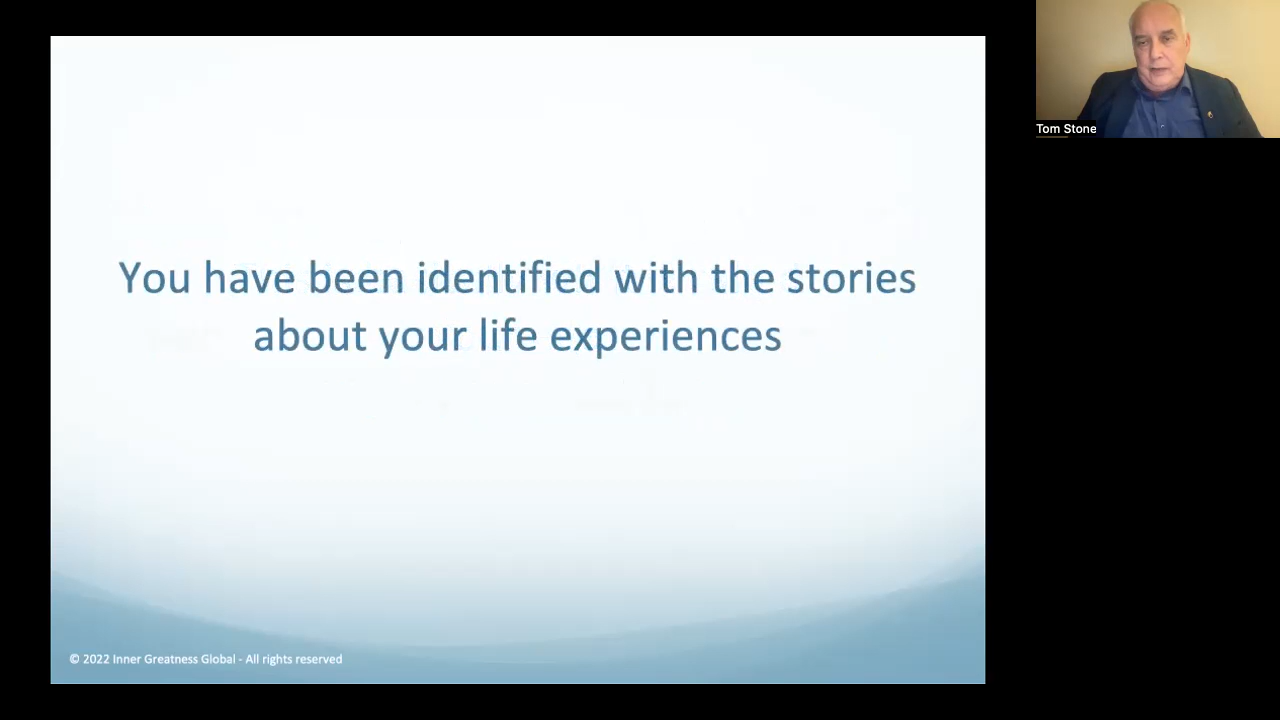 You have been identified with the stories
about your life experiences
© 2022 Inner Greatness Global - All rights reserved
Tom Stone